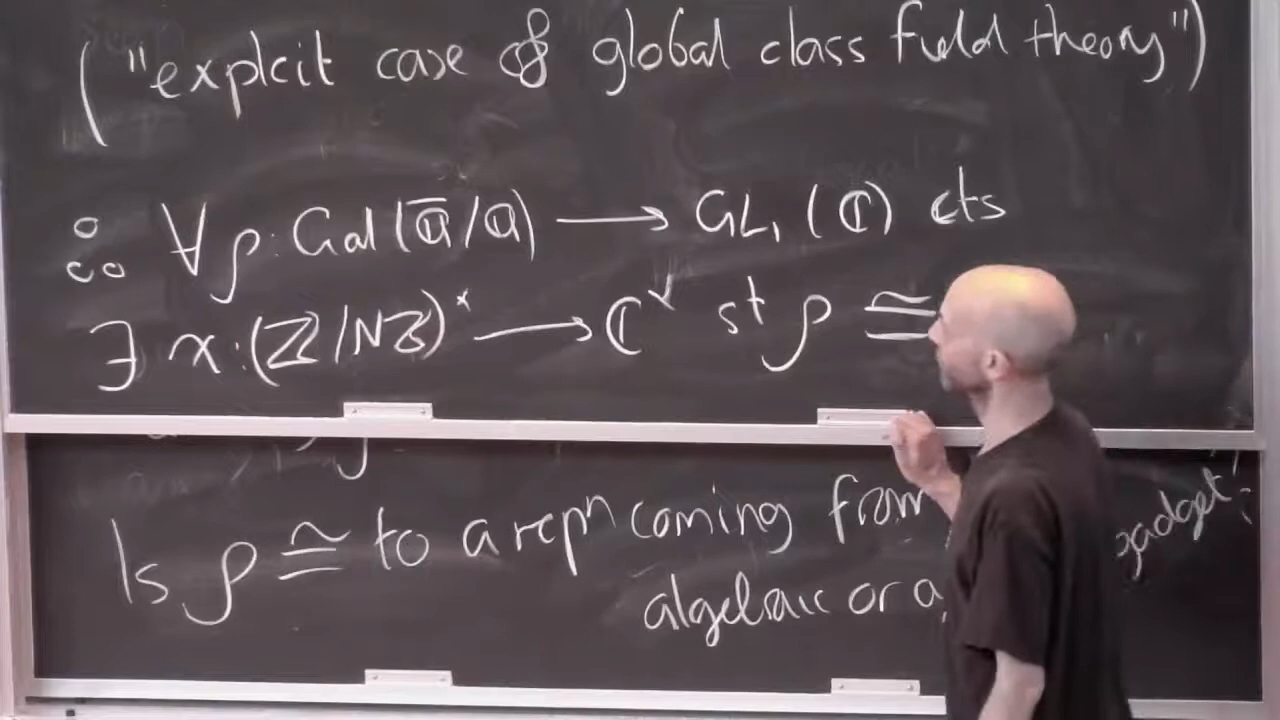 ("explcit case of global class field theory")
∴ ∀ρ: Gal(ℚ̅/ℚ) ⟶ GL₁(ℂ) cts
∃ χ:(ℤ/Nℤ)ˣ ⟶ ℂˣ st ρ ≅
Is ρ ≅ to a repⁿ coming from gadget?
algebraic or a